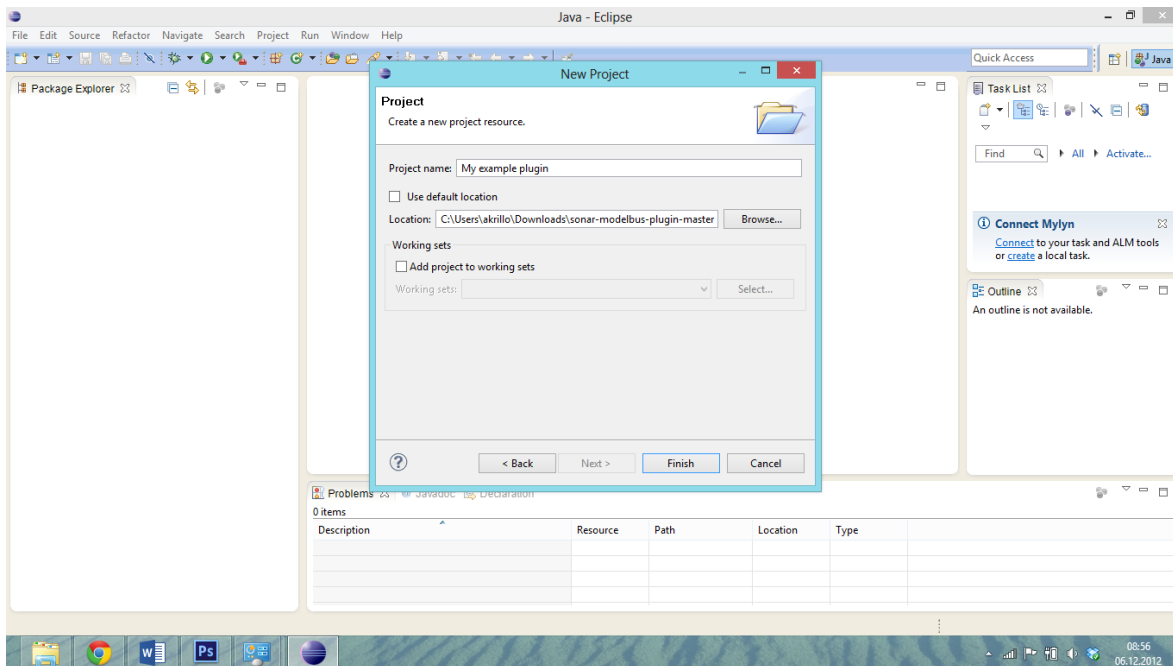 Java - Eclipse
File Edit Source Refactor Navigate Search Project Run Window Help
Quick Access
Java
Package Explorer
New Project
Project
Create a new project resource.
Project name: My example plugin
Use default location
Location: C:\Users\akrillo\Downloads\sonar-modelbus-plugin-master Browse...
Working sets
Add project to working sets
Working sets: Select...
< Back Next > Finish Cancel
Task List
Find All Activate...
Connect Mylyn
Connect to your task and ALM tools
or create a local task.
Outline
An outline is not available.
Problems Javadoc Declaration
0 items
Description Resource Path Location Type
W Ps
08:56
06.12.2012